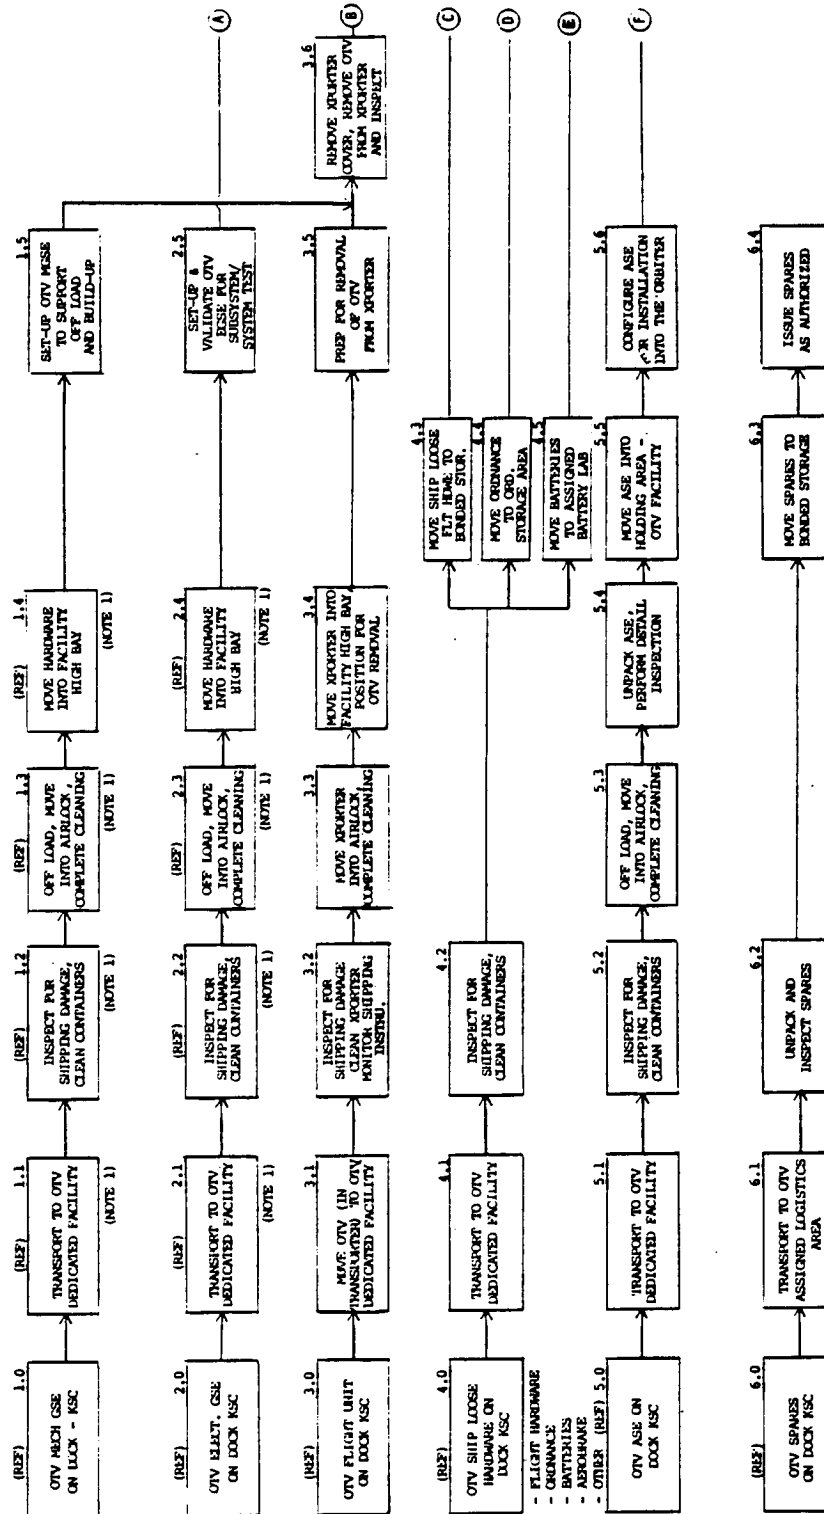 (REF) 1.0
OTV MECH GSE
ON DOCK - KSC
(REF) 1.1
TRANSPORT TO OTV
DEDICATED FACILITY
(NOTE 1)
(REF) 1.2
INSPECT FOR
SHIPPING DAMAGE,
CLEAN CONTAINERS
(NOTE 1)
(REF) 1.3
OFF LOAD, MOVE
INTO AIRLOCK,
COMPLETE CLEANING
(NOTE 1)
(REF) 1.4
MOVE HARDWARE
INTO FACILITY
HIGH BAY
(NOTE 1)
1.5
SET-UP OTV MGSE
TO SUPPORT
OFF LOAD
AND BUILD-UP
(REF) 2.0
OTV ELECT. GSE
ON DOCK KSC
(REF) 2.1
TRANSPORT TO OTV
DEDICATED FACILITY
(NOTE 1)
(REF) 2.2
INSPECT FOR
SHIPPING DAMAGE,
CLEAN CONTAINERS
(NOTE 1)
(REF) 2.3
OFF LOAD, MOVE
INTO AIRLOCK,
COMPLETE CLEANING
(NOTE 1)
(REF) 2.4
MOVE HARDWARE
INTO FACILITY
HIGH BAY
(NOTE 1)
2.5
SET-UP &
VALIDATE OTV
EGSE FOR
SUBSYSTEM/
SYSTEM TEST
A
(REF) 3.0
OTV FLIGHT UNIT
ON DOCK KSC
3.1
MOVE OTV (IN
TRANSPORTER) TO OTV
DEDICATED FACILITY
3.2
INSPECT FOR
SHIPPING DAMAGE
CLEAN XPORTER
MONITOR SHIPPING
INSTRU.
3.3
MOVE XPORTER
INTO AIRLOCK,
COMPLETE CLEANING
3.4
MOVE XPORTER INTO
FACILITY HIGH BAY,
POSITION FOR
OTV REMOVAL
3.5
PREP FOR REMOVAL
OF OTV
FROM XPORTER
3.6
REMOVE XPORTER
COVER, REMOVE OTV
FROM XPORTER
AND INSPECT
B
(REF) 4.0
OTV SHIP LOOSE
HARDWARE ON
DOCK KSC
- FLIGHT HARDWARE
- ORDNANCE
- BATTERIES
- AEROBRAKE
- OTHER
4.1
TRANSPORT TO OTV
DEDICATED FACILITY
4.2
INSPECT FOR
SHIPPING DAMAGE,
CLEAN CONTAINERS
4.3
MOVE SHIP LOOSE
FLT HDWE TO
BONDED STOR.
C
4.4
MOVE ORDNANCE
TO ORD.
STORAGE AREA
D
4.5
MOVE BATTERIES
TO ASSIGNED
BATTERY LAB
E
(REF) 5.0
OTV ASE ON
DOCK KSC
5.1
TRANSPORT TO OTV
DEDICATED FACILITY
5.2
INSPECT FOR
SHIPPING DAMAGE,
CLEAN CONTAINERS
5.3
OFF LOAD, MOVE
INTO AIRLOCK,
COMPLETE CLEANING
5.4
UNPACK ASE,
PERFORM DETAIL
INSPECTION
5.5
MOVE ASE INTO
HOLDING AREA -
OTV FACILITY
5.6
CONFIGURE ASE
FOR INSTALLATION
INTO THE ORBITER
F
(REF) 6.0
OTV SPARES
ON DOCK KSC
6.1
TRANSPORT TO OTV
ASSIGNED LOGISTICS
AREA
6.2
UNPACK AND
INSPECT SPARES
6.3
MOVE SPARES TO
BONDED STORAGE
6.4
ISSUE SPARES
AS AUTHORIZED